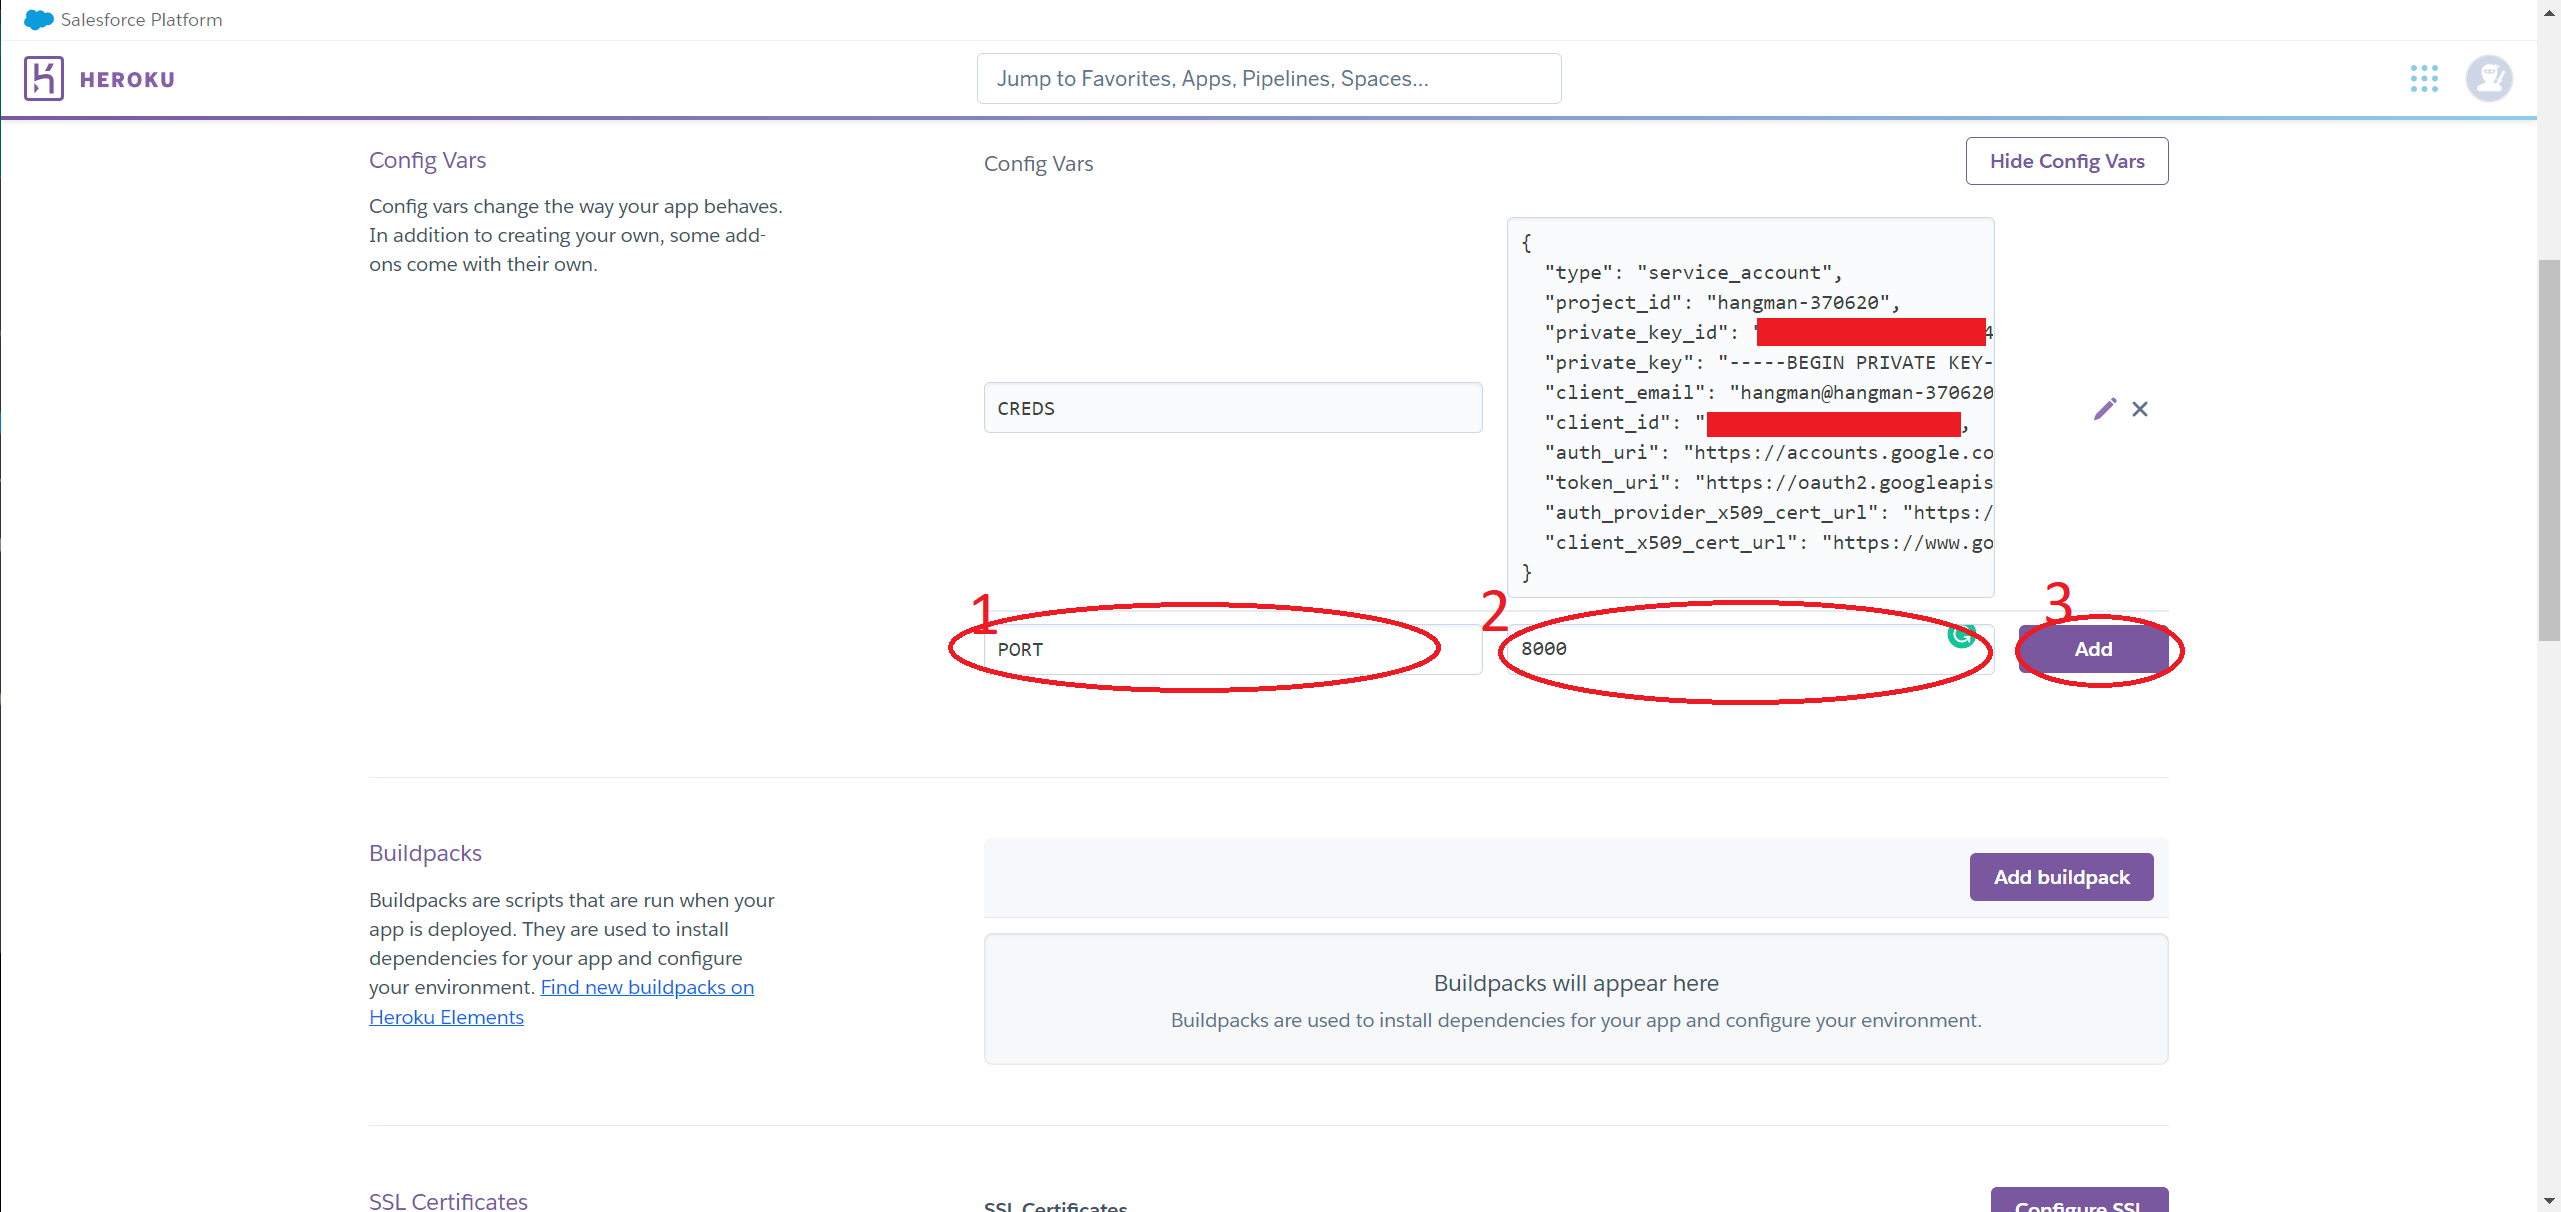 Salesforce Platform
HEROKU
Jump to Favorites, Apps, Pipelines, Spaces...
Config Vars
Config vars change the way your app behaves.
In addition to creating your own, some add-
ons come with their own.
Config Vars
Hide Config Vars
CREDS
{
"type": "service_account",
"project_id": "hangman-370620",
"private_key_id": "
"private_key": "-----BEGIN PRIVATE KEY-
"client_email": "hangman@hangman-370620
"client_id": " ,
"auth_uri": "https://accounts.google.co
"token_uri": "https://oauth2.googleapis
"auth_provider_x509_cert_url": "https:/
"client_x509_cert_url": "https://www.go
}
1
2
3
PORT
8000
Add
Buildpacks
Buildpacks are scripts that are run when your
app is deployed. They are used to install
dependencies for your app and configure
your environment. Find new buildpacks on
Heroku Elements
Add buildpack
Buildpacks will appear here
Buildpacks are used to install dependencies for your app and configure your environment.
SSL Certificates
SSL Certificates
Configure SSL